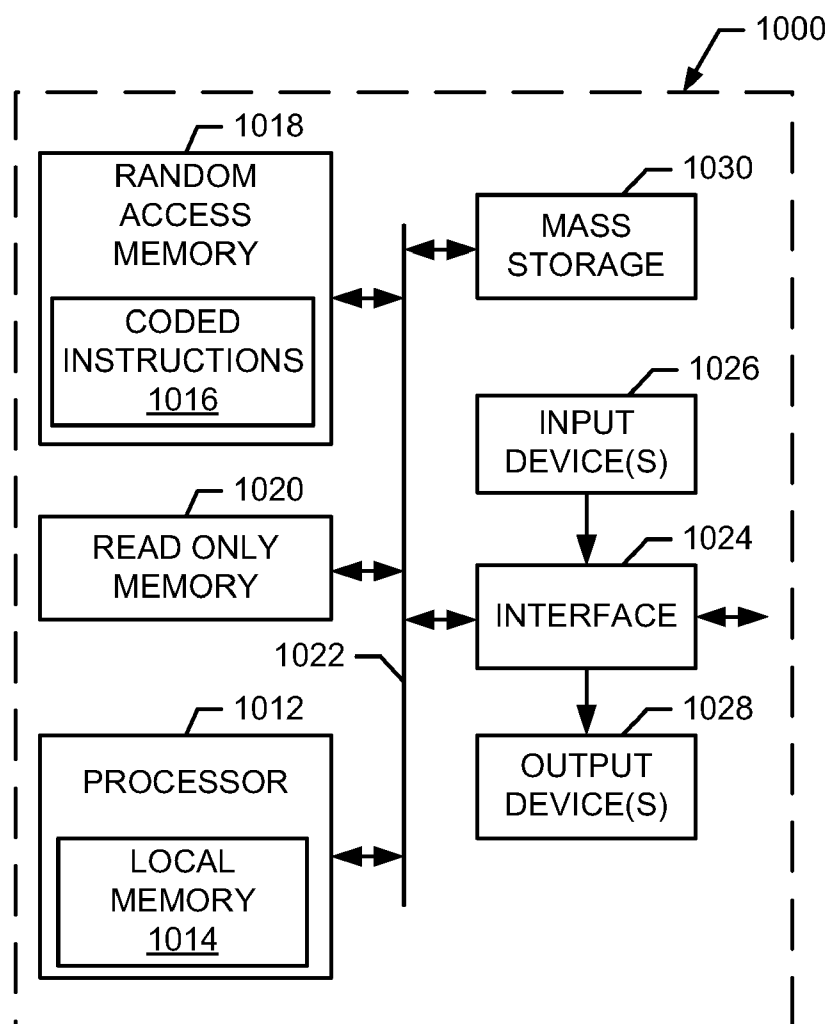 1000
1018
RANDOM
ACCESS
MEMORY
CODED
INSTRUCTIONS
1016
1030
MASS
STORAGE
1026
INPUT
DEVICE(S)
1020
READ ONLY
MEMORY
1024
INTERFACE
1022
1012
PROCESSOR
LOCAL
MEMORY
1014
1028
OUTPUT
DEVICE(S)